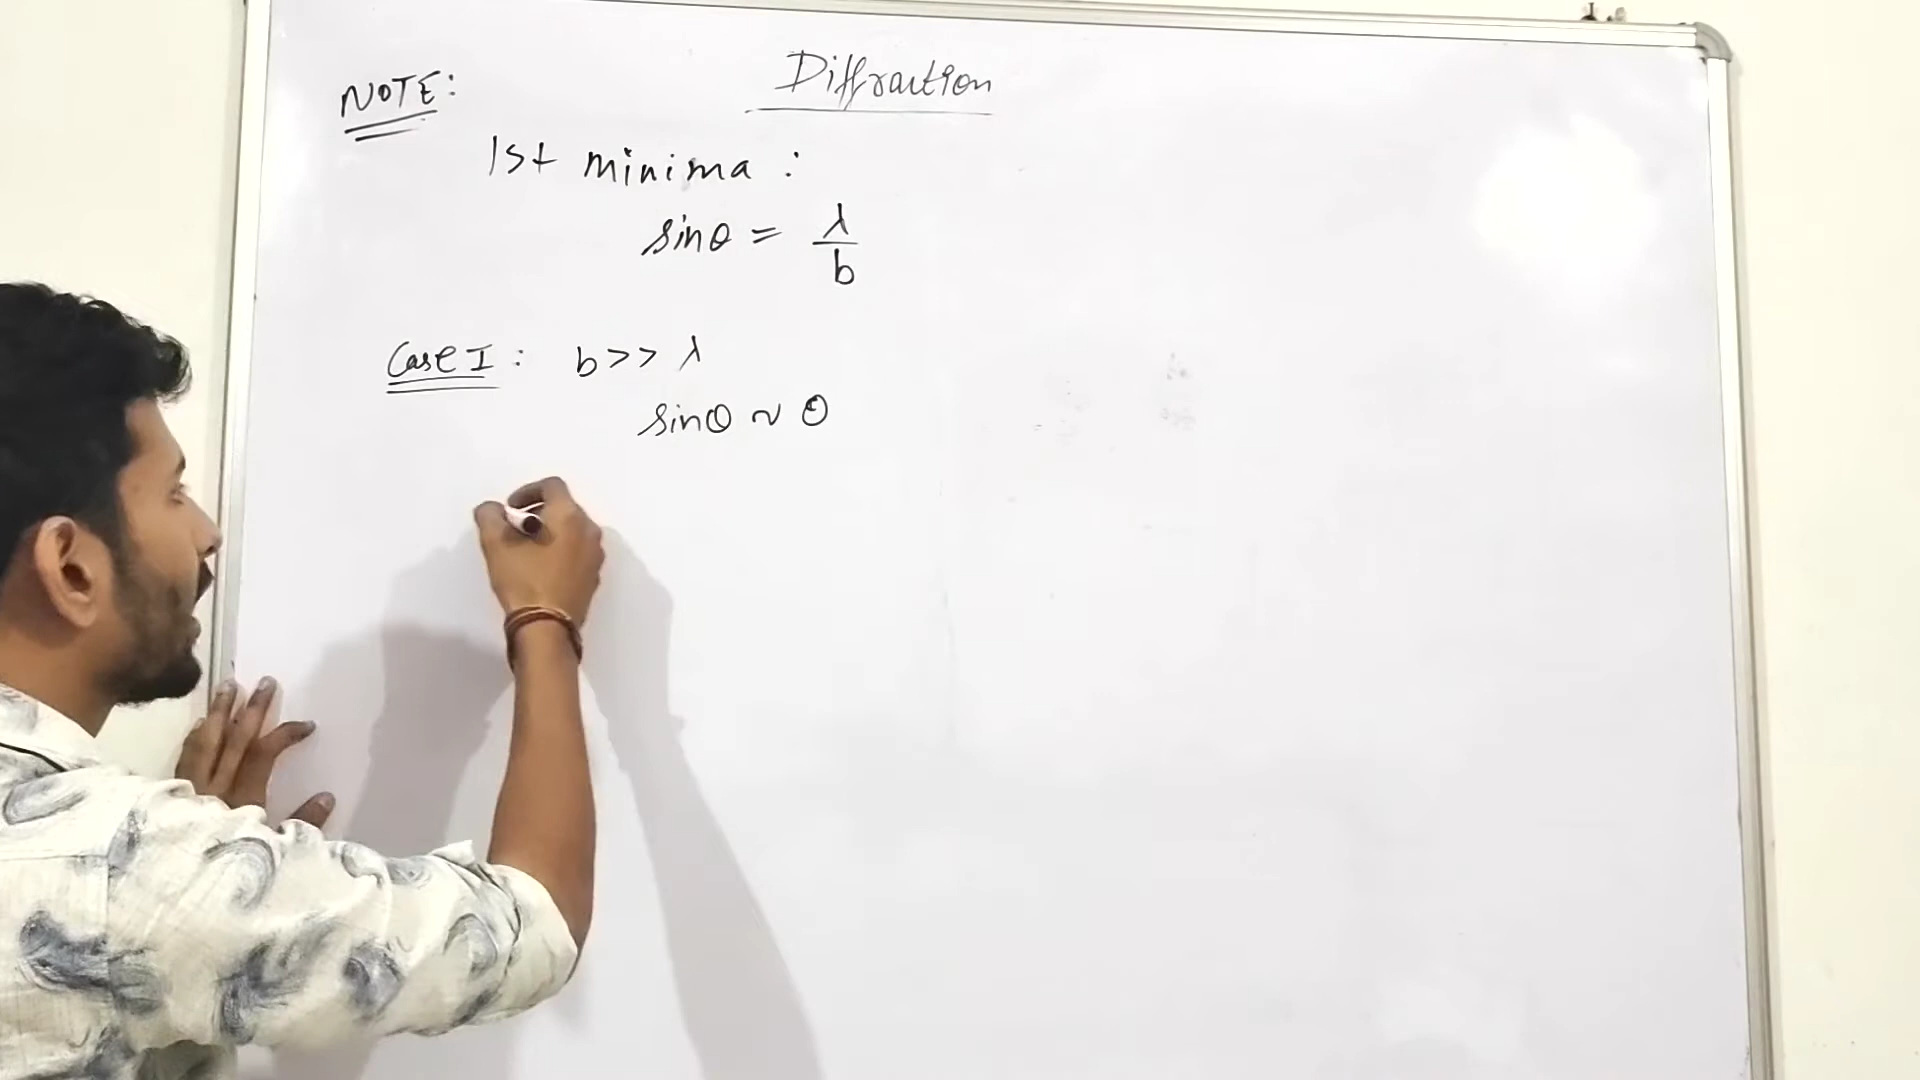 Diffraction
NOTE:
1st minima :
sinθ = λ/b
Case I : b >> λ
sinθ ~ θ